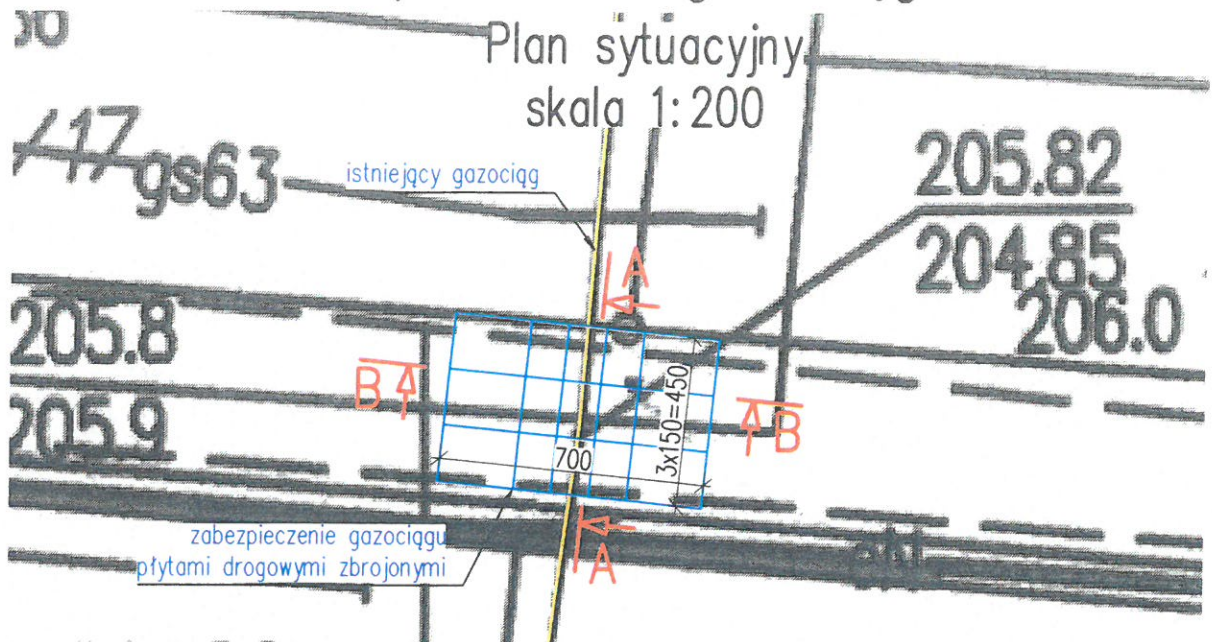 Plan sytuacyjny
skala 1:200
/17
gs63
istniejący gazociąg
205.82
204.85
206.0
A
205.8
B
205.9
3x150=450
B
700
zabezpieczenie gazociągu
płytami drogowymi zbrojonymi
A